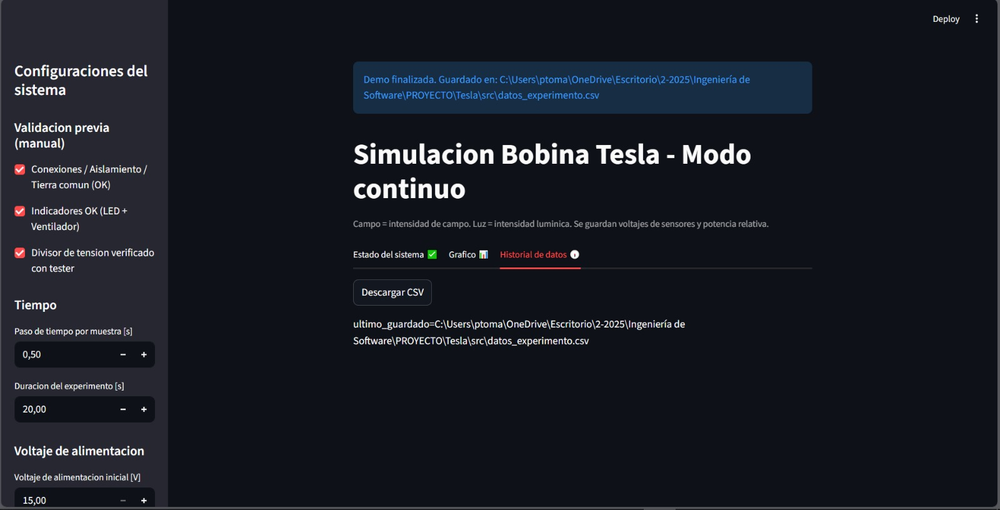 Deploy
Configuraciones del
sistema
Validacion previa
(manual)
Conexiones / Aislamiento /
Tierra comun (OK)
Indicadores OK (LED +
Ventilador)
Divisor de tension verificado
con tester
Tiempo
Paso de tiempo por muestra [s]
0,50
Duracion del experimento [s]
20,00
Voltaje de alimentacion
Voltaje de alimentacion inicial [V]
15,00
Demo finalizada. Guardado en: C:\Users\ptoma\OneDrive\Escritorio\2-2025\Ingeniería de
Software\PROYECTO\Tesla\src\datos_experimento.csv
Simulacion Bobina Tesla - Modo
continuo
Campo = intensidad de campo. Luz = intensidad luminica. Se guardan voltajes de sensores y potencia relativa.
Estado del sistema ✅ Grafico 📊 Historial de datos
Descargar CSV
ultimo_guardado=C:\Users\ptoma\OneDrive\Escritorio\2-2025\Ingeniería de
Software\PROYECTO\Tesla\src\datos_experimento.csv